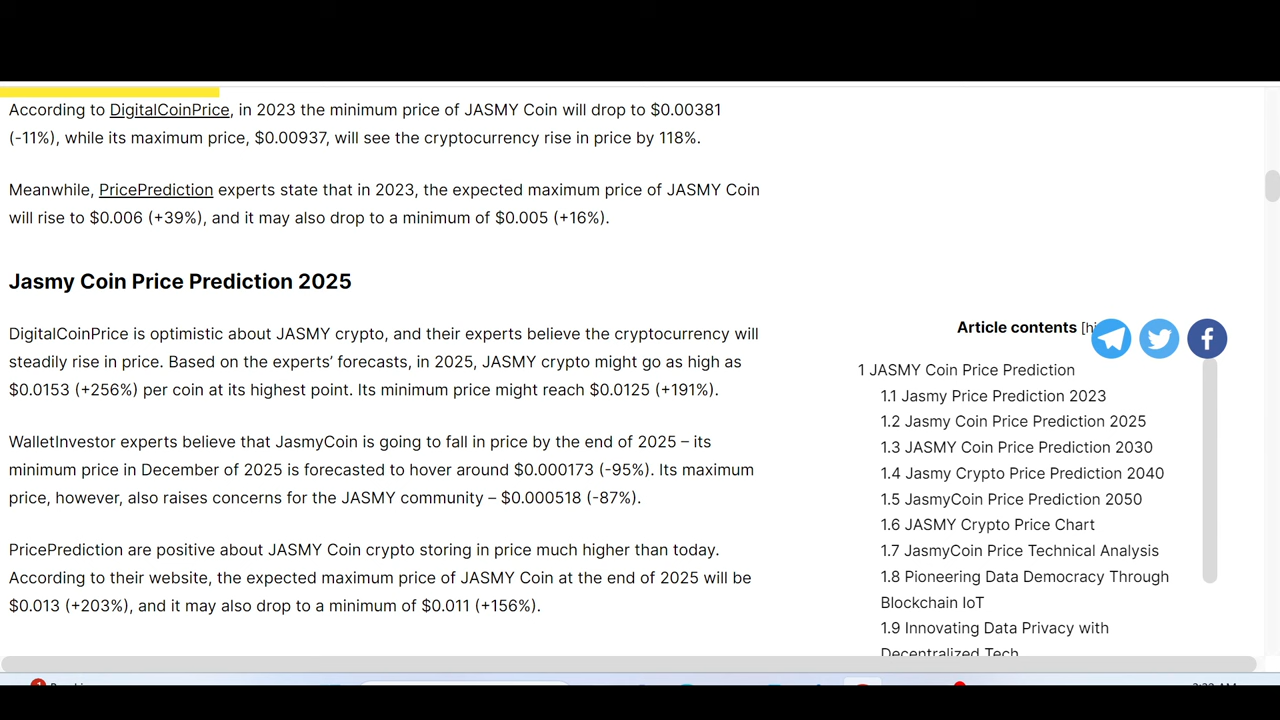 According to DigitalCoinPrice, in 2023 the minimum price of JASMY Coin will drop to $0.00381
(-11%), while its maximum price, $0.00937, will see the cryptocurrency rise in price by 118%.
Meanwhile, PricePrediction experts state that in 2023, the expected maximum price of JASMY Coin
will rise to $0.006 (+39%), and it may also drop to a minimum of $0.005 (+16%).
Jasmy Coin Price Prediction 2025
DigitalCoinPrice is optimistic about JASMY crypto, and their experts believe the cryptocurrency will
steadily rise in price. Based on the experts’ forecasts, in 2025, JASMY crypto might go as high as
$0.0153 (+256%) per coin at its highest point. Its minimum price might reach $0.0125 (+191%).
WalletInvestor experts believe that JasmyCoin is going to fall in price by the end of 2025 – its
minimum price in December of 2025 is forecasted to hover around $0.000173 (-95%). Its maximum
price, however, also raises concerns for the JASMY community – $0.000518 (-87%).
PricePrediction are positive about JASMY Coin crypto storing in price much higher than today.
According to their website, the expected maximum price of JASMY Coin at the end of 2025 will be
$0.013 (+203%), and it may also drop to a minimum of $0.011 (+156%).
Article contents
1 JASMY Coin Price Prediction
1.1 Jasmy Price Prediction 2023
1.2 Jasmy Coin Price Prediction 2025
1.3 JASMY Coin Price Prediction 2030
1.4 Jasmy Crypto Price Prediction 2040
1.5 JasmyCoin Price Prediction 2050
1.6 JASMY Crypto Price Chart
1.7 JasmyCoin Price Technical Analysis
1.8 Pioneering Data Democracy Through
Blockchain IoT
1.9 Innovating Data Privacy with
Decentralized Tech